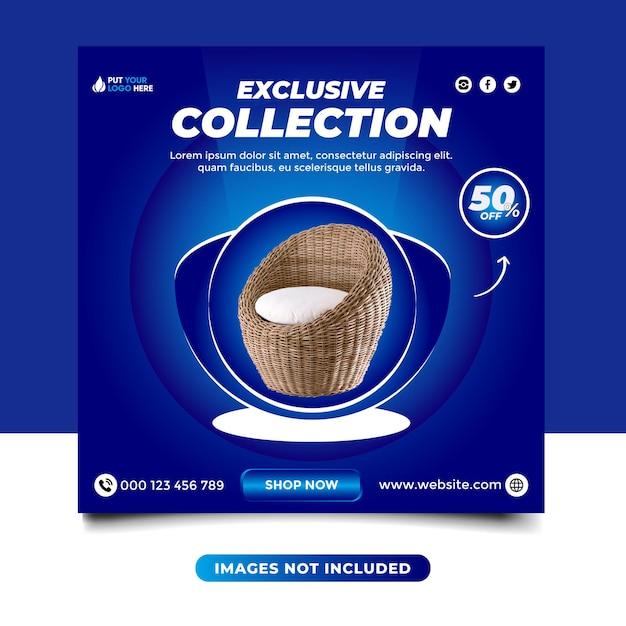 PUT YOUR
LOGO HERE
EXCLUSIVE
COLLECTION
Lorem ipsum dolor sit amet, consectetur adipiscing elit,
quam faucibus, ex scelerisque tellus gravida.
50%
OFF
000 123 456 789
SHOP NOW
www.website.com
IMAGES NOT INCLUDED